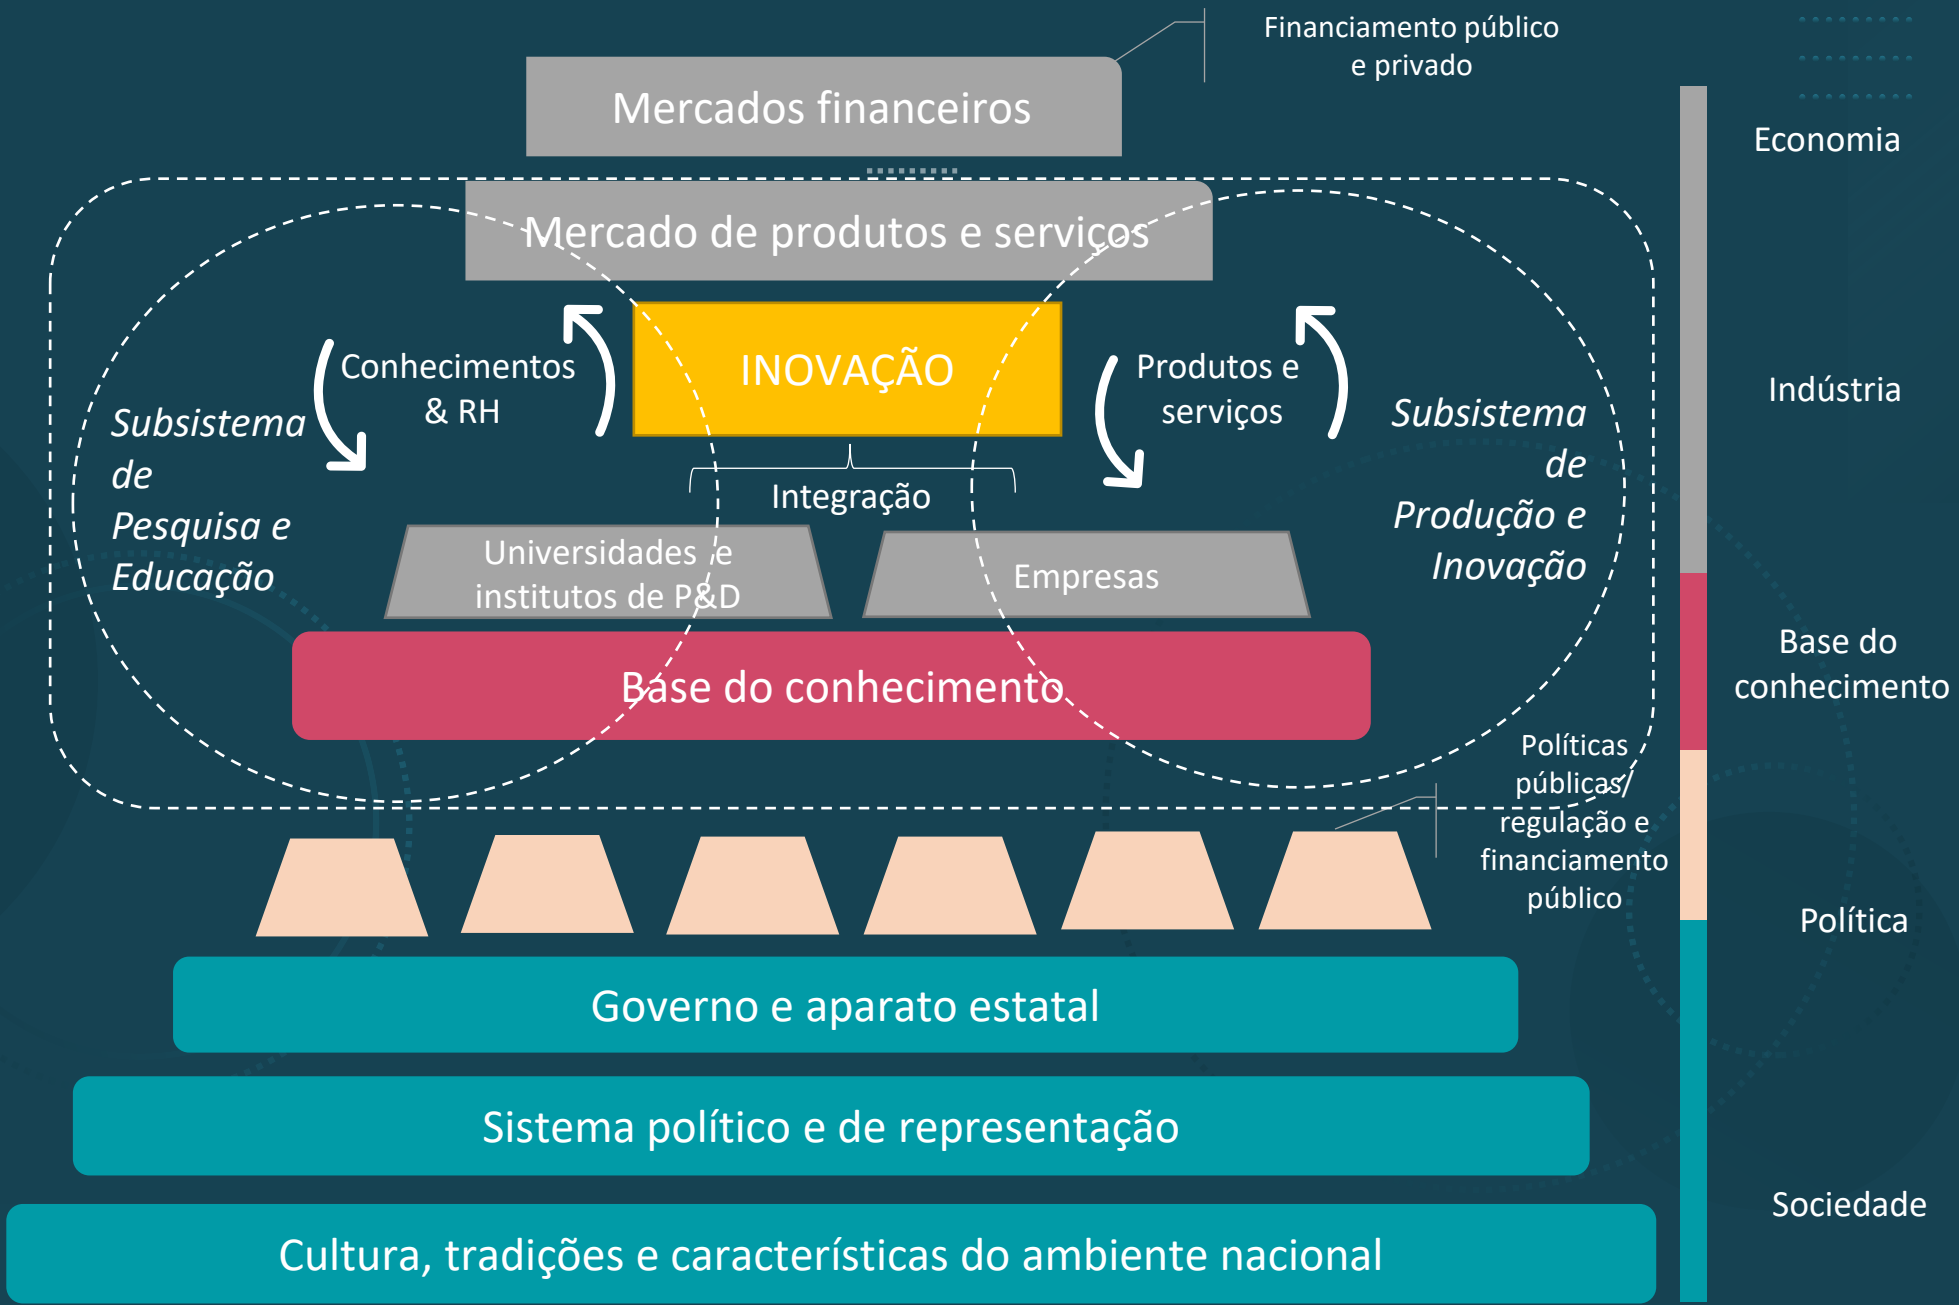 Financiamento público
e privado
Mercados financeiros
Economia
Mercado de produtos e serviços
INOVAÇÃO
Conhecimentos
& RH
Produtos e
serviços
Indústria
Subsistema
de
Pesquisa e
Educação
Subsistema
de
Produção e
Inovação
Integração
Universidades e
institutos de P&D
Empresas
Base do conhecimento
Base do
conhecimento
Políticas
públicas/
regulação e
financiamento
público
Política
Governo e aparato estatal
Sistema político e de representação
Sociedade
Cultura, tradições e características do ambiente nacional